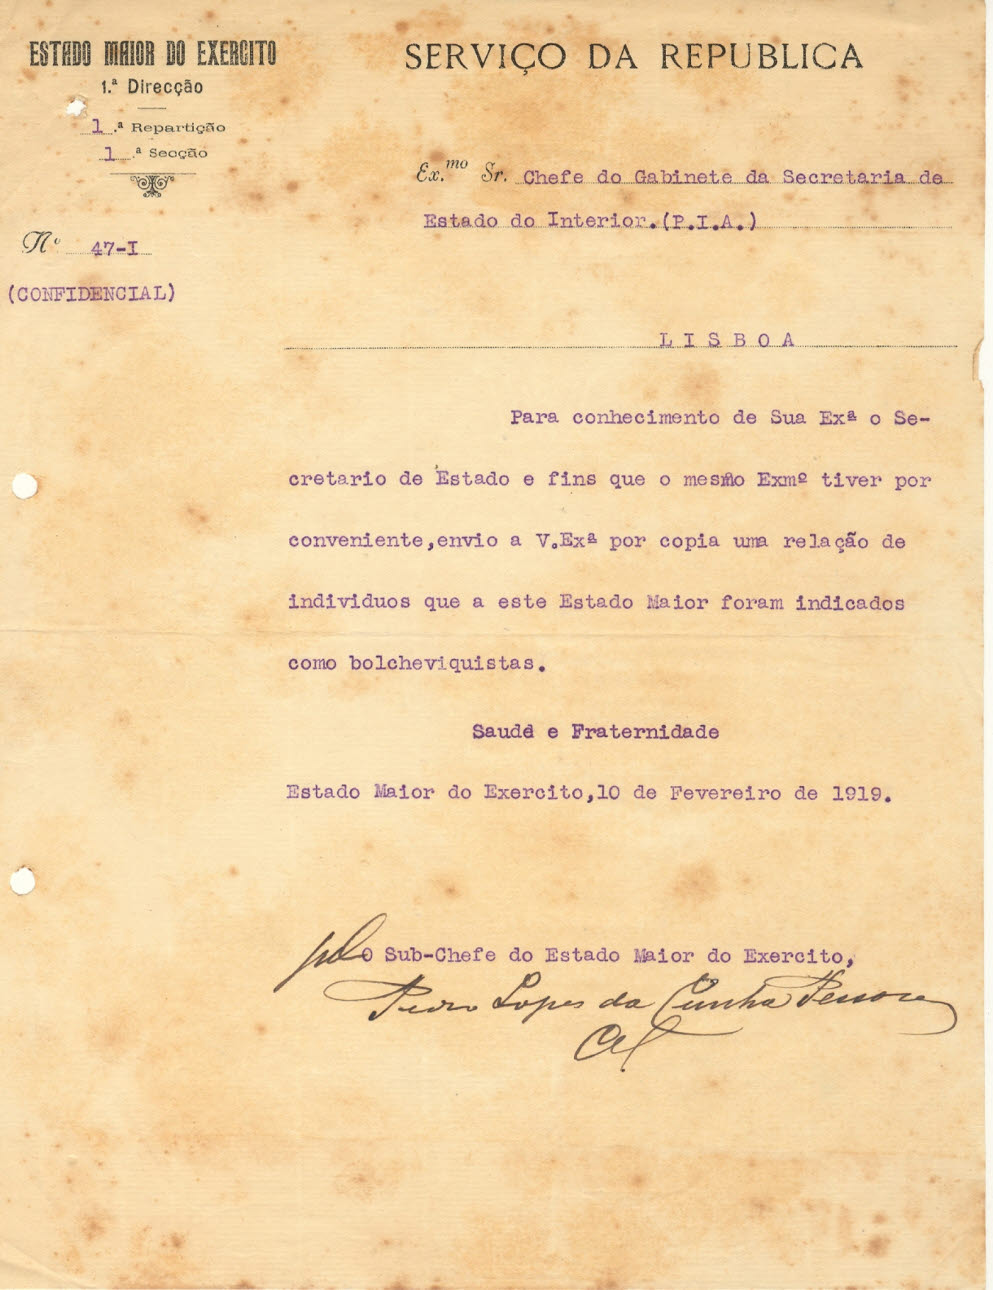 ESTADO MAIOR DO EXERCITO
1.ª Direcção
1.ª Repartição
1.ª Secção
Nº 47-I
(CONFIDENCIAL)
SERVIÇO DA REPUBLICA
Ex.mo Sr. Chefe do Gabinete da Secretaria de
Estado do Interior.(P.I.A.)
LISBOA
Para conhecimento de Sua Exª o Se-
cretario de Estado e fins que o mesmo Exmº tiver por
conveniente,envio a V.Exª por copia uma relação de
individuos que a este Estado Maior foram indicados
como bolcheviquistas.
Saude e Fraternidade
Estado Maior do Exercito,10 de Fevereiro de 1919.
pelo O Sub-Chefe do Estado Maior do Exercito,
Pedro Lopes da Cunha Pessoa